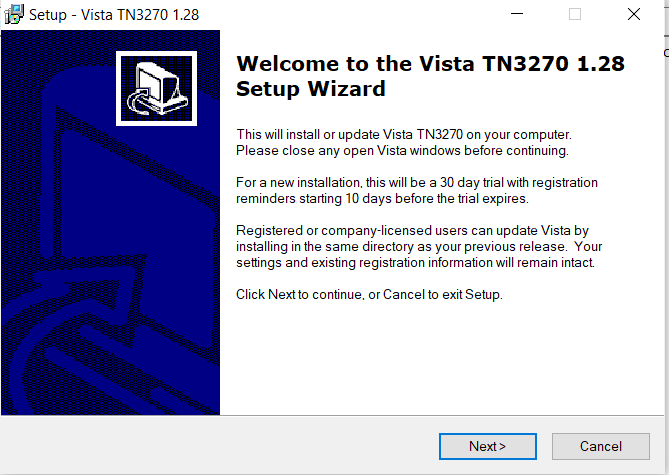 Setup - Vista TN3270 1.28
Welcome to the Vista TN3270 1.28
Setup Wizard
This will install or update Vista TN3270 on your computer.
Please close any open Vista windows before continuing.
For a new installation, this will be a 30 day trial with registration
reminders starting 10 days before the trial expires.
Registered or company-licensed users can update Vista by
installing in the same directory as your previous release.  Your
settings and existing registration information will remain intact.
Click Next to continue, or Cancel to exit Setup.
Next >
Cancel